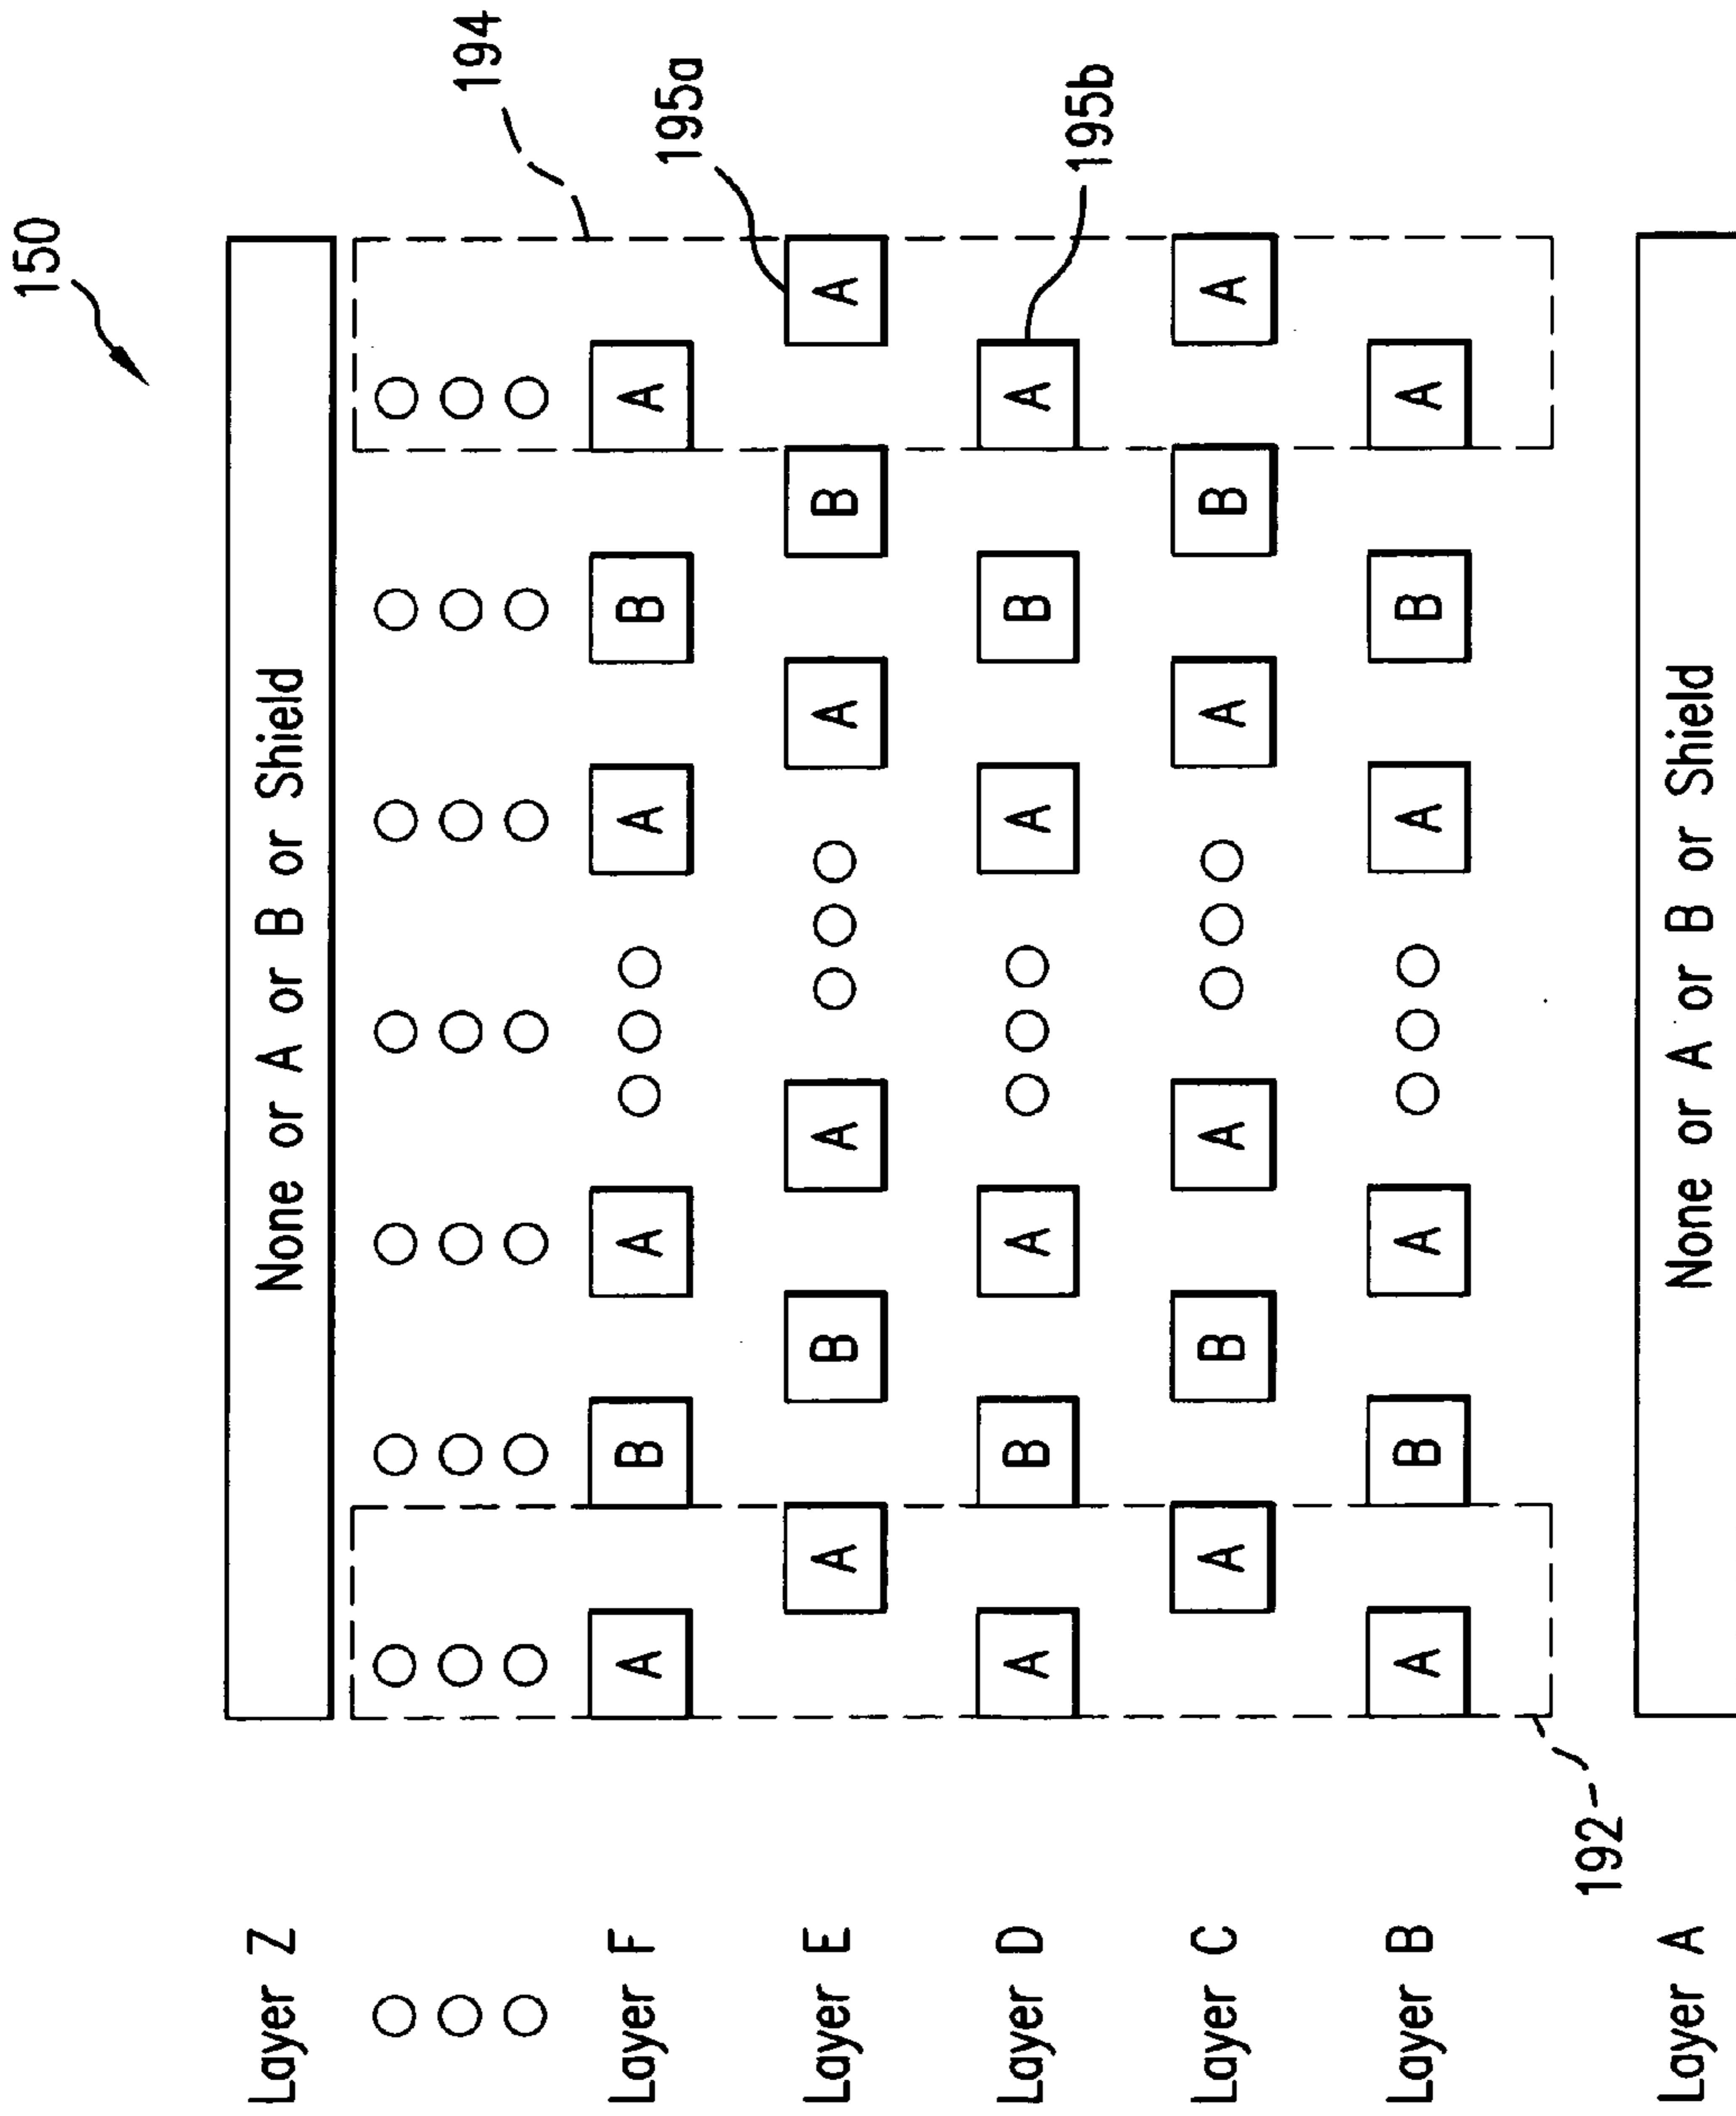 150
Layer Z None or A or B or Shield
194
Layer F A B A A B A
195a
Layer E A B A A B A
Layer D A B A A B A
195b
Layer C A B A A B A
Layer B A B A A B A
192
Layer A None or A or B or Shield